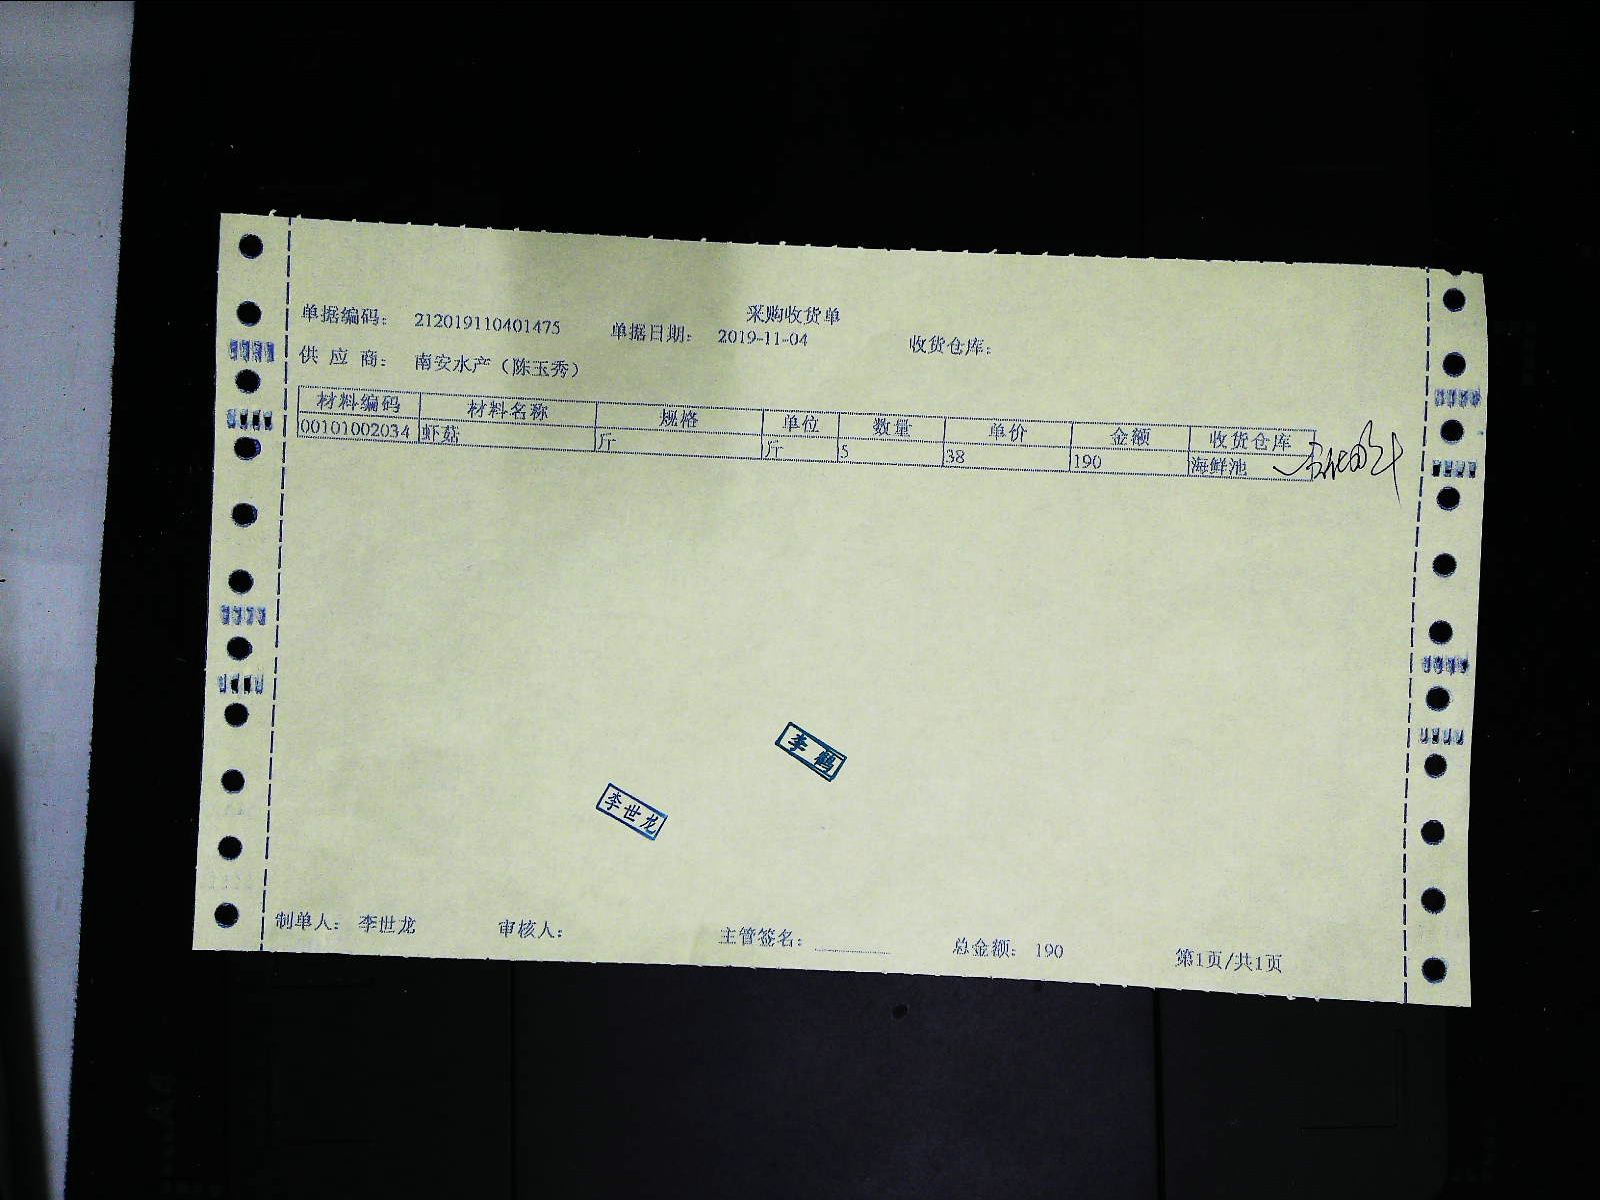 采购收货单
单据编码: 212019110401475 单据日期: 2019-11-04 收货仓库:
供 应 商: 南安水产（陈玉秀）
材料编码 材料名称 规格 单位 数量 单价 金额 收货仓库
00101002034 虾菇 斤 斤 5 38 190 海鲜池
李鹤
李世龙
制单人: 李世龙 审核人: 主管签名: 总金额: 190 第1页/共1页